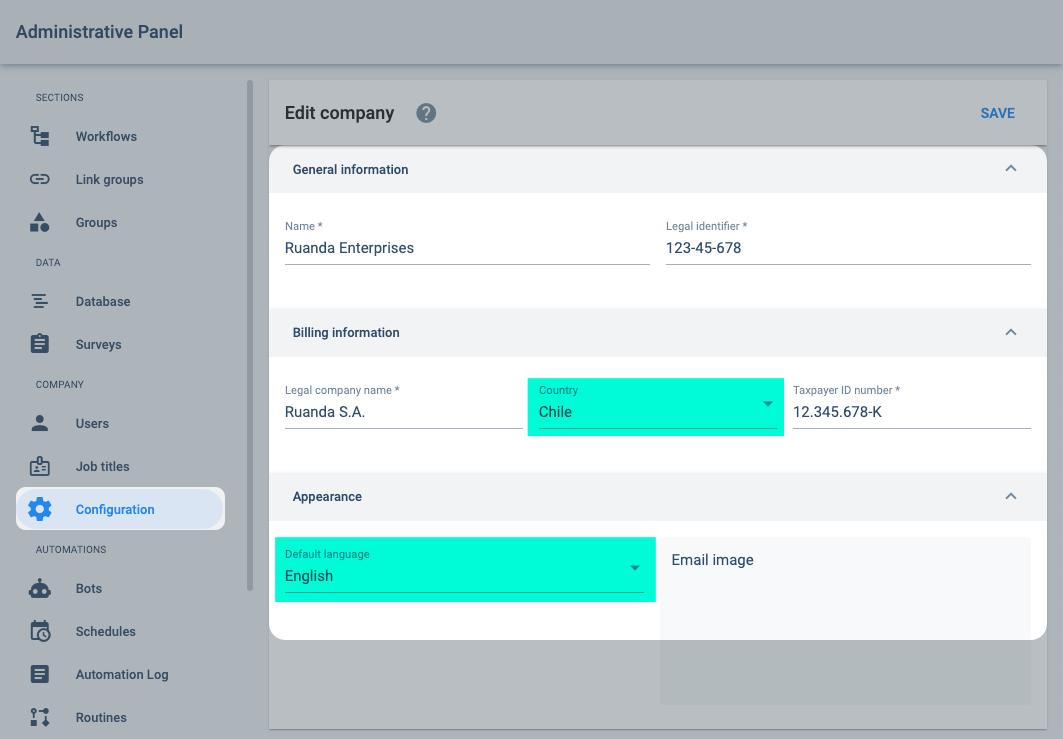 Administrative Panel
SECTIONS
Workflows
Link groups
Groups
DATA
Database
Surveys
COMPANY
Users
Job titles
Configuration
AUTOMATIONS
Bots
Schedules
Automation Log
Routines
Edit company ?
SAVE
General information
Name * Legal identifier *
Ruanda Enterprises 123-45-678
Billing information
Legal company name * Country Taxpayer ID number *
Ruanda S.A. Chile 12.345.678-K
Appearance
Default language
English
Email image